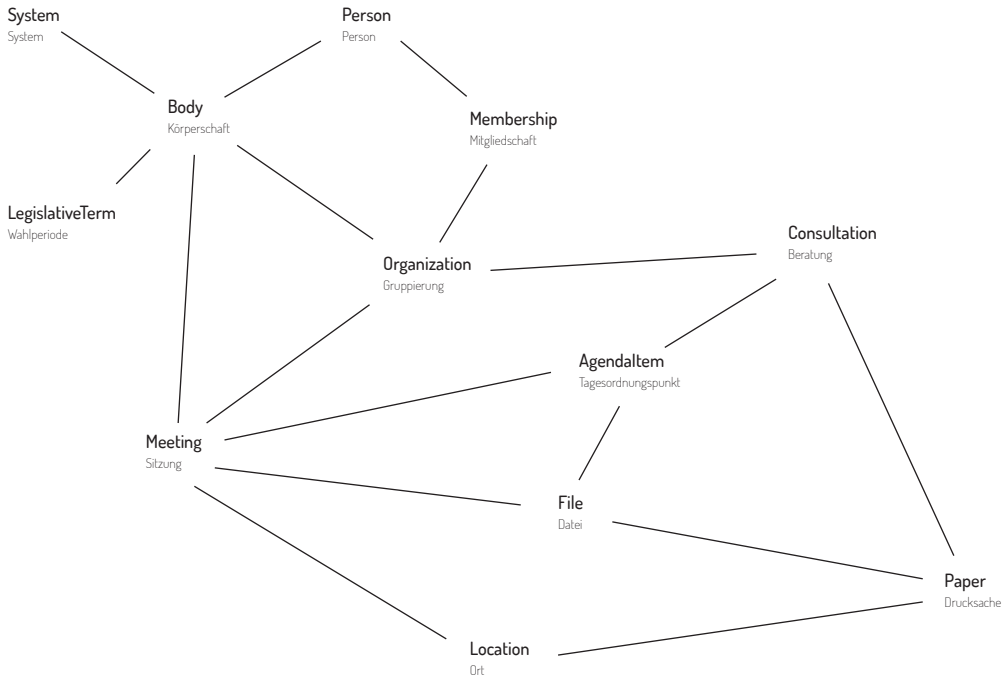 System
System
Person
Person
Body
Körperschaft
Membership
Mitgliedschaft
LegislativeTerm
Wahlperiode
Consultation
Beratung
Organization
Gruppierung
AgendaItem
Tagesordnungspunkt
Meeting
Sitzung
File
Datei
Paper
Drucksache
Location
Ort